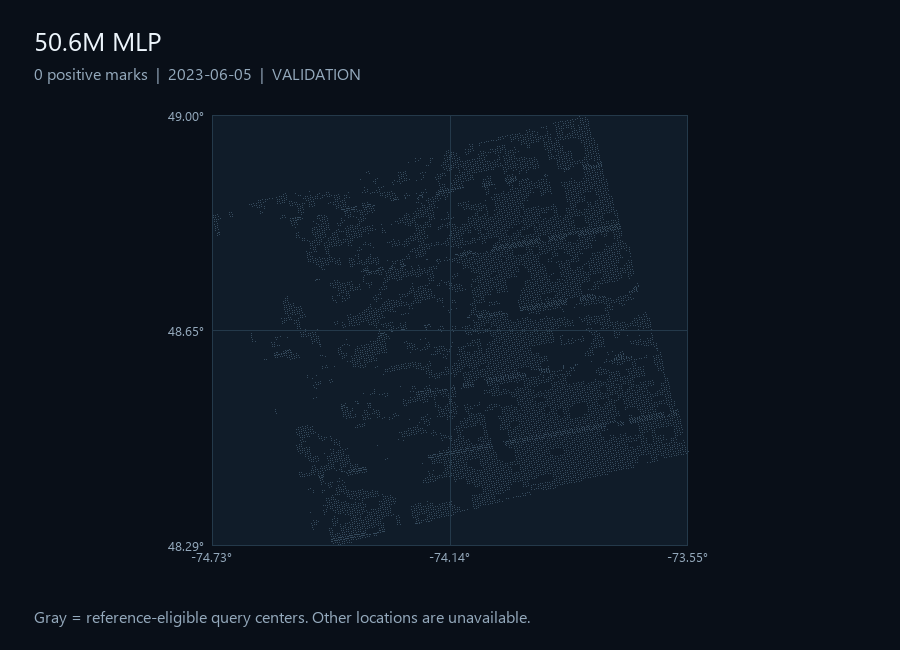 50.6M MLP
0 positive marks | 2023-06-05 | VALIDATION
49.00°
48.65°
48.29°
-74.73°
-74.14°
-73.55°
Gray = reference-eligible query centers. Other locations are unavailable.